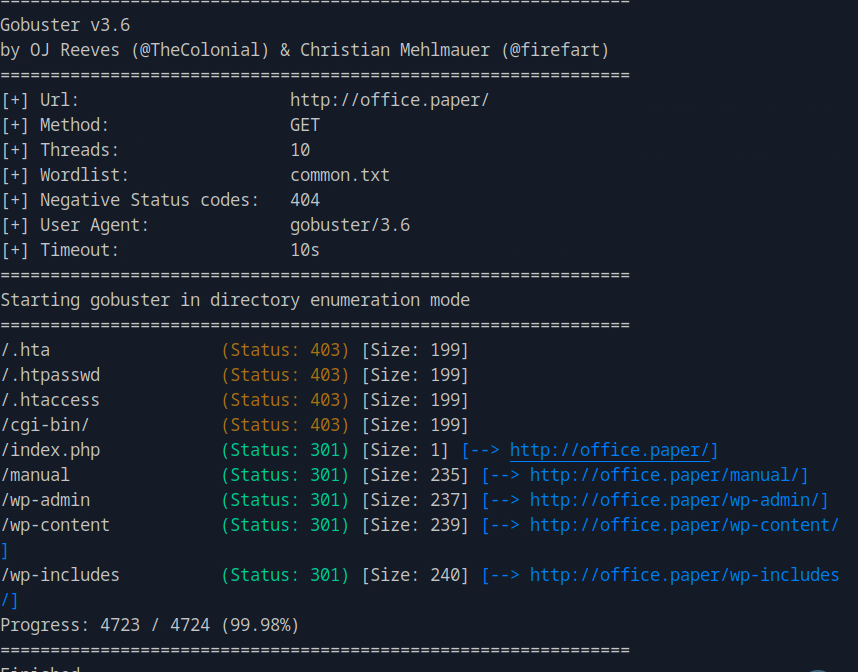 ===============================================================
Gobuster v3.6
by OJ Reeves (@TheColonial) & Christian Mehlmauer (@firefart)
===============================================================
[+] Url:                     http://office.paper/
[+] Method:                  GET
[+] Threads:                 10
[+] Wordlist:                common.txt
[+] Negative Status codes:   404
[+] User Agent:              gobuster/3.6
[+] Timeout:                 10s
===============================================================
Starting gobuster in directory enumeration mode
===============================================================
/.hta                 (Status: 403) [Size: 199]
/.htpasswd            (Status: 403) [Size: 199]
/.htaccess            (Status: 403) [Size: 199]
/cgi-bin/             (Status: 403) [Size: 199]
/index.php            (Status: 301) [Size: 1] [--> http://office.paper/]
/manual               (Status: 301) [Size: 235] [--> http://office.paper/manual/]
/wp-admin             (Status: 301) [Size: 237] [--> http://office.paper/wp-admin/]
/wp-content           (Status: 301) [Size: 239] [--> http://office.paper/wp-content/
]
/wp-includes          (Status: 301) [Size: 240] [--> http://office.paper/wp-includes
/]
Progress: 4723 / 4724 (99.98%)
===============================================================
Finished